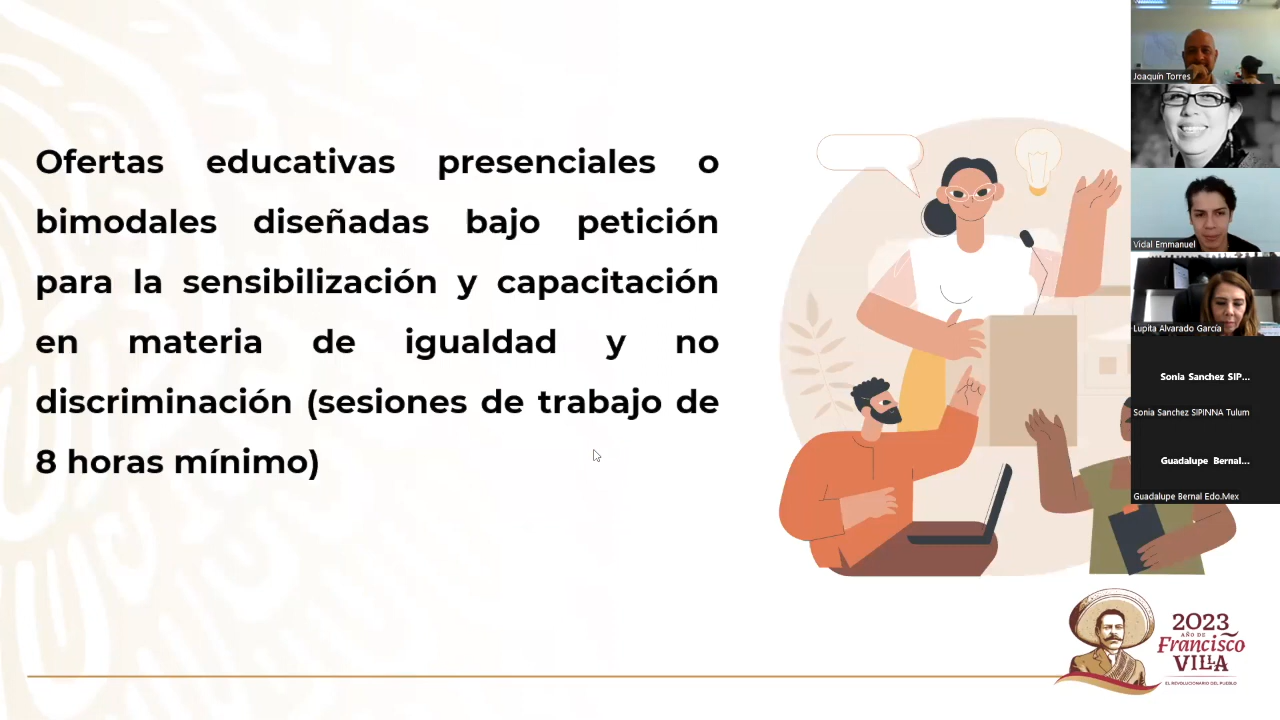 Ofertas educativas presenciales o
bimodales diseñadas bajo petición
para la sensibilización y capacitación
en materia de igualdad y no
discriminación (sesiones de trabajo de
8 horas mínimo)
Joaquín Torres
Vidal Emmanuel
Lupita Alvarado García
Sonia Sanchez SIP...
Sonia Sanchez SIPINNA Tulum
Guadalupe Bernal...
Guadalupe Bernal Edo.Mex
2023
AÑO DE
Francisco
VILLA
EL REVOLUCIONARIO DEL PUEBLO